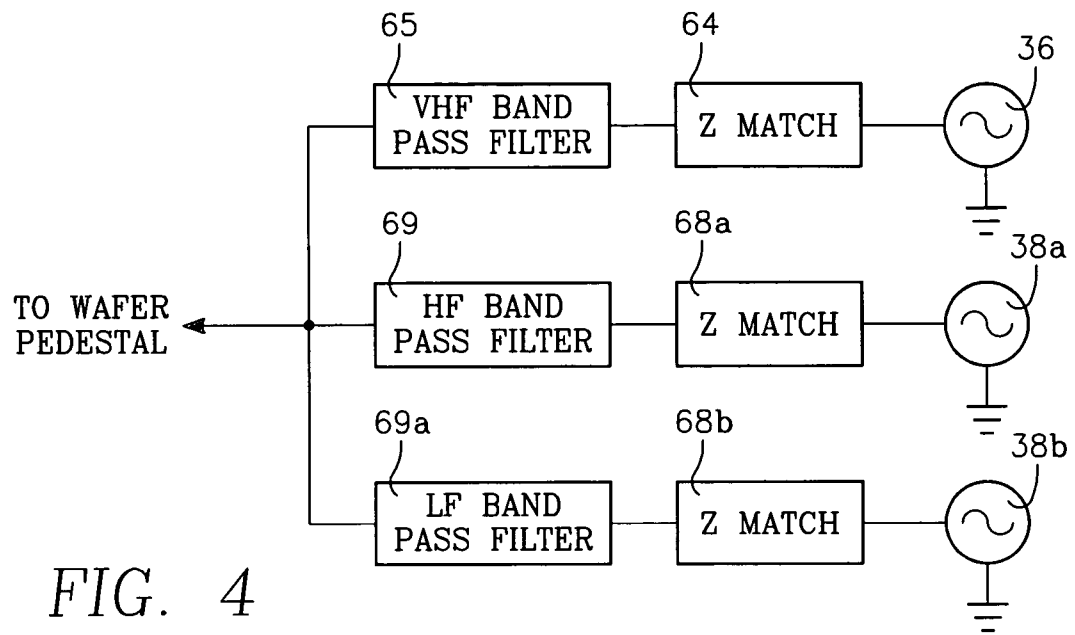 65
64
36
VHF BAND
PASS FILTER
Z MATCH
69
68a
38a
TO WAFER
PEDESTAL
HF BAND
PASS FILTER
Z MATCH
69a
68b
38b
LF BAND
PASS FILTER
Z MATCH
FIG. 4